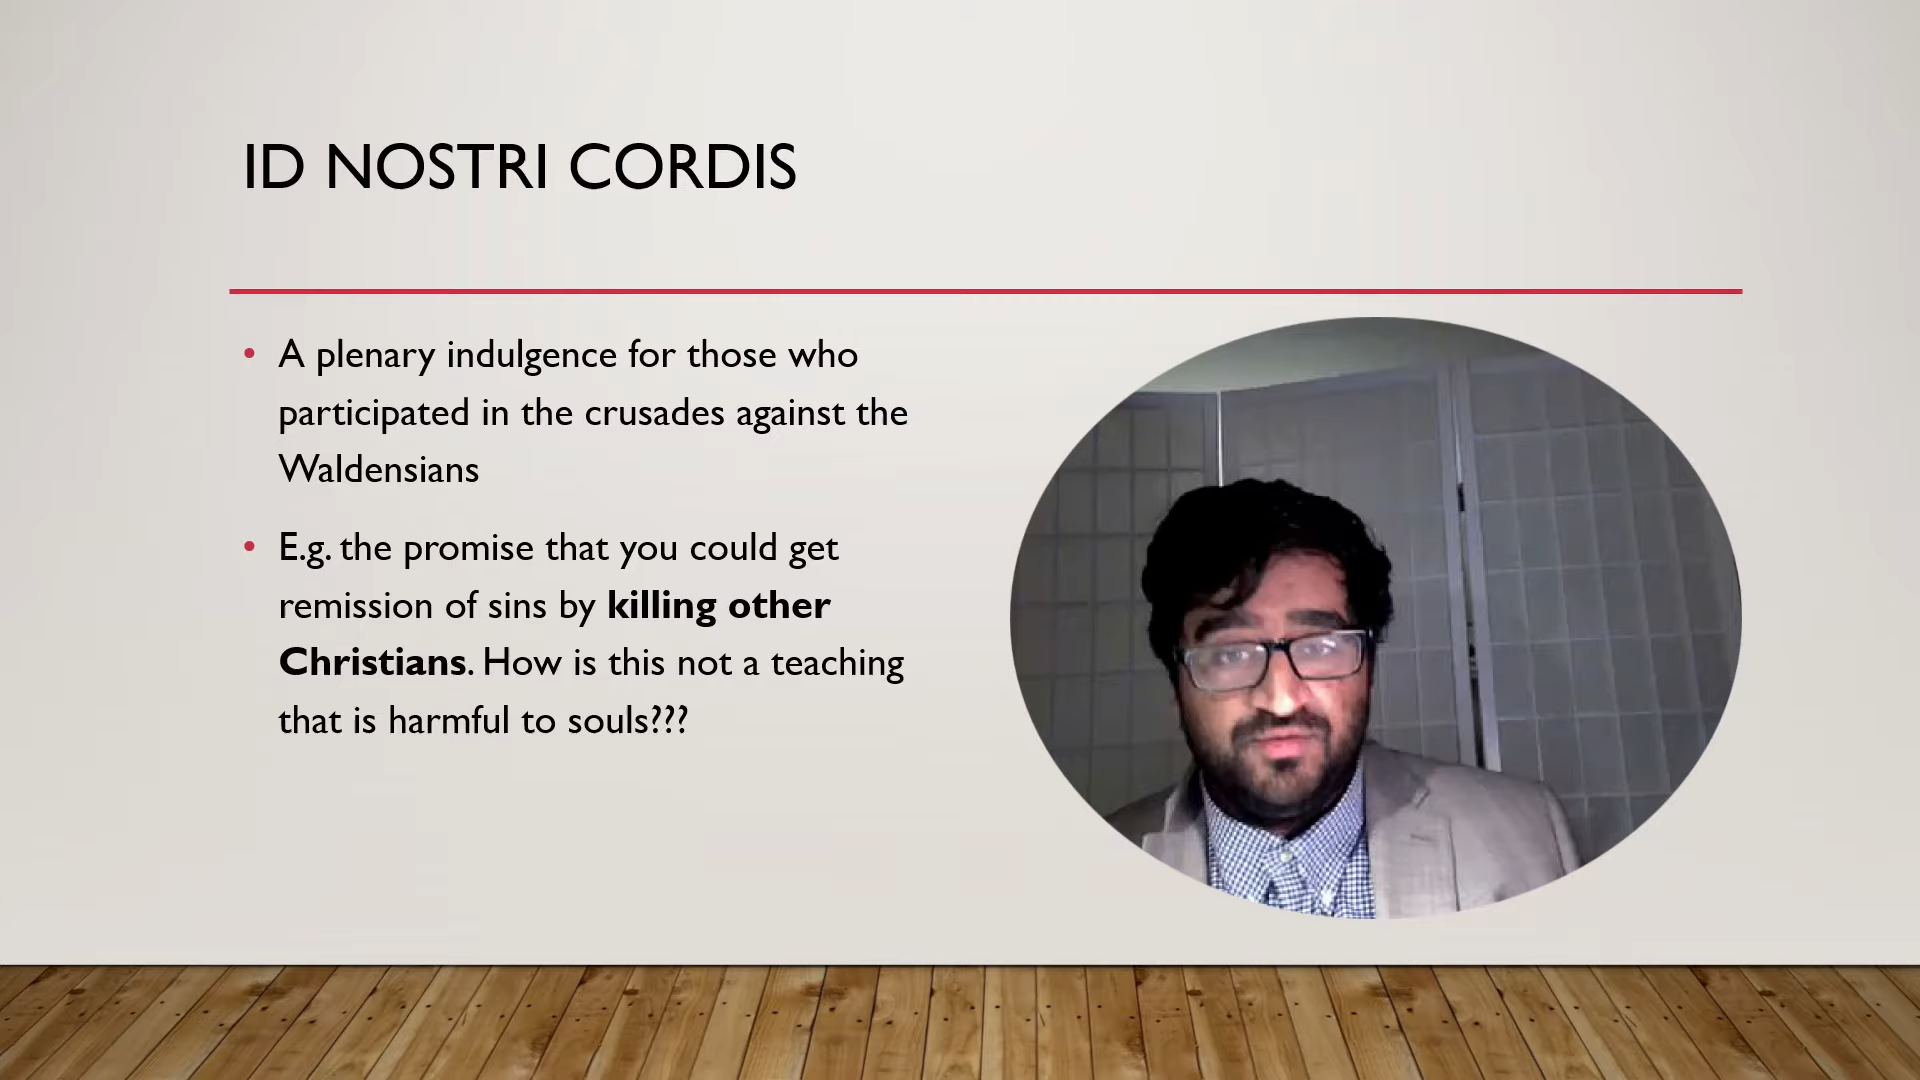 ID NOSTRI CORDIS
• A plenary indulgence for those who
participated in the crusades against the
Waldensians
• E.g. the promise that you could get
remission of sins by killing other
Christians. How is this not a teaching
that is harmful to souls???